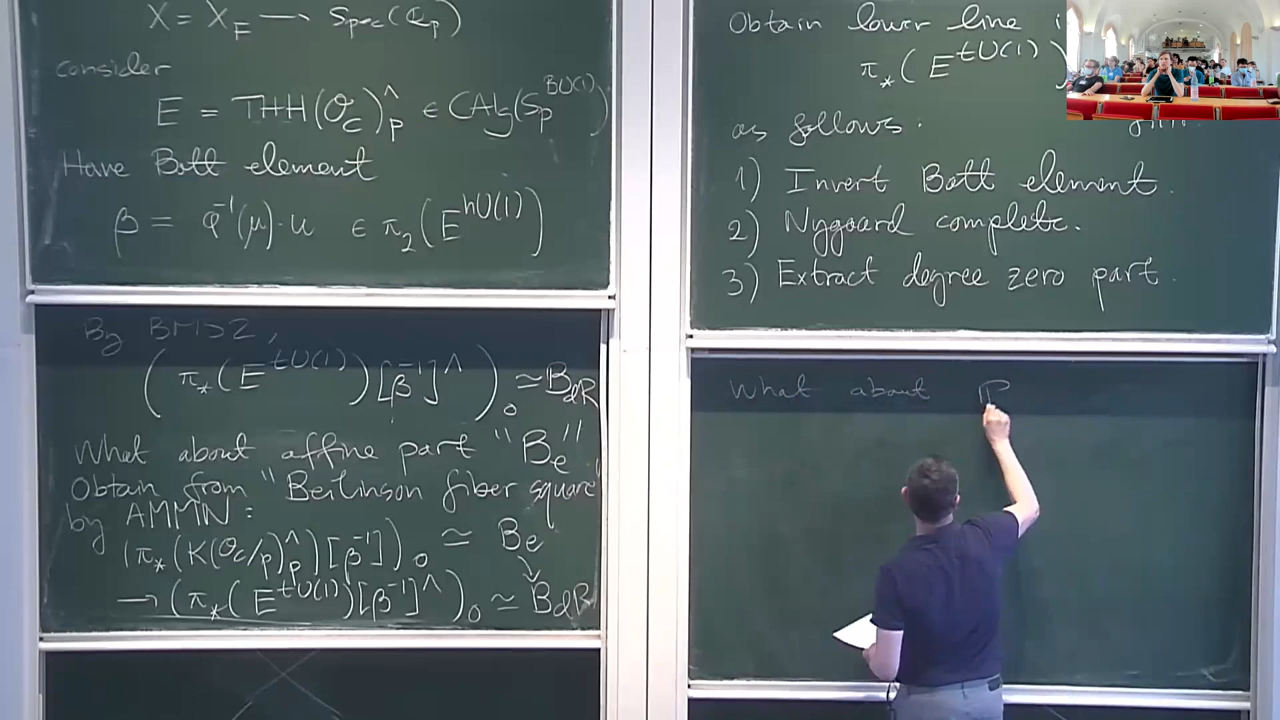 X = X_F → Spec(Q_p)
consider
E = THH(O_C)^∧_p ∈ CAlg(Sp^{BU(1)})
Have Bott element
β = φ^{-1}(μ)·u ∈ π_2(E^{hU(1)})
By BMS2,
(π_*(E^{tU(1)})[β^{-1}]^∧)_0 ≃ B_dR
What about affine part "B_e"
Obtain from "Beilinson fiber square"
by AMMN:
(π_*(K(O_C/p)^∧_p)[β^{-1}])_0 ≃ B_e
→ (π_*(E^{tU(1)})[β^{-1}]^∧)_0 ≃ B_dR
Obtain lower line
π_*(E^{tU(1)})
as follows:
1) Invert Bott element.
2) Nygaard complete.
3) Extract degree zero part.
What about